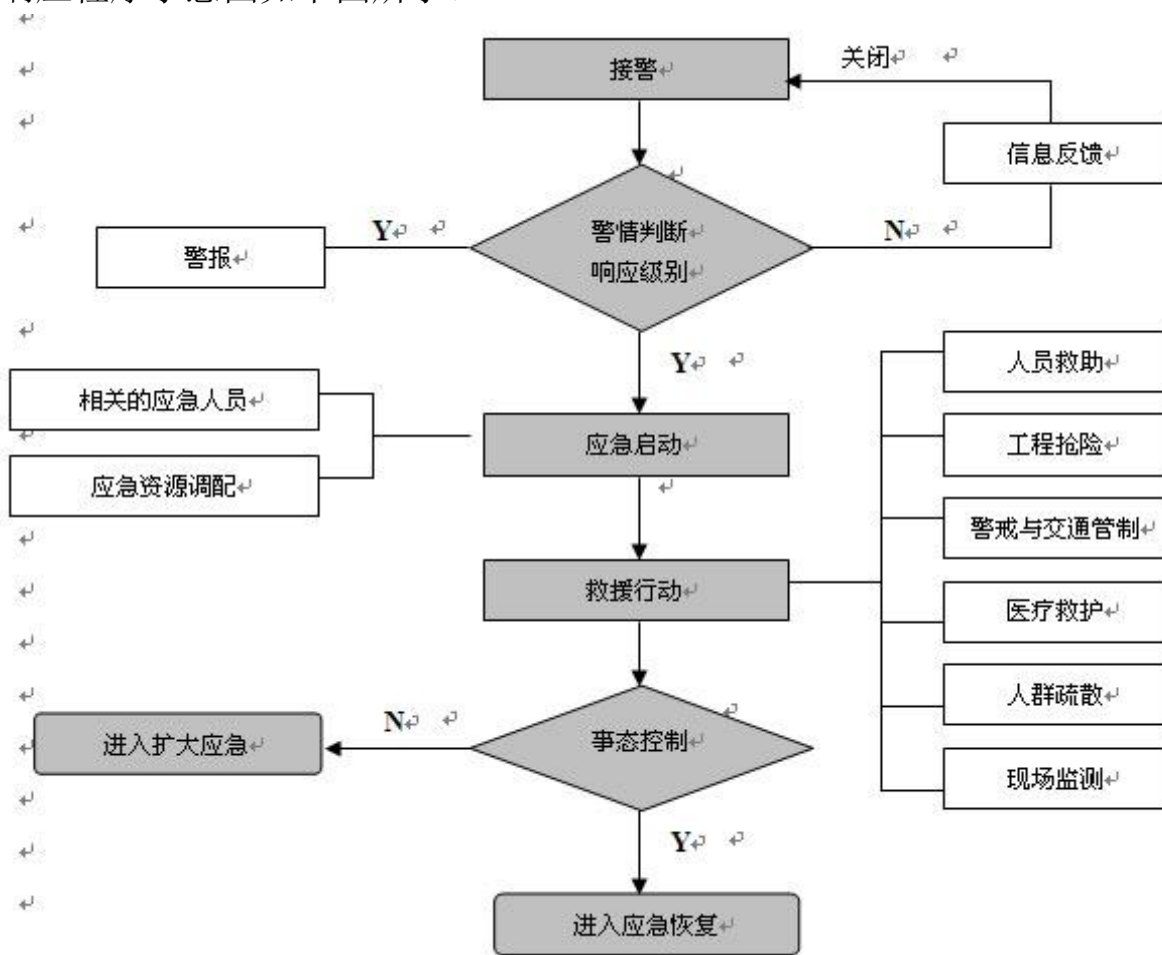 接警
关闭
信息反馈
警情判断
响应级别
Y
N
警报
Y
相关的应急人员
应急资源调配
应急启动
救援行动
人员救助
工程抢险
警戒与交通管制
医疗救护
人群疏散
现场监测
事态控制
N
进入扩大应急
Y
进入应急恢复